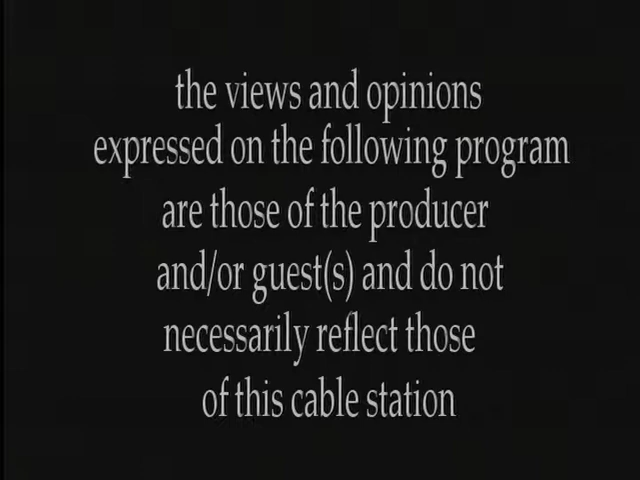 the views and opinions
expressed on the following program
are those of the producer
and/or guest(s) and do not
necessarily reflect those
of this cable station